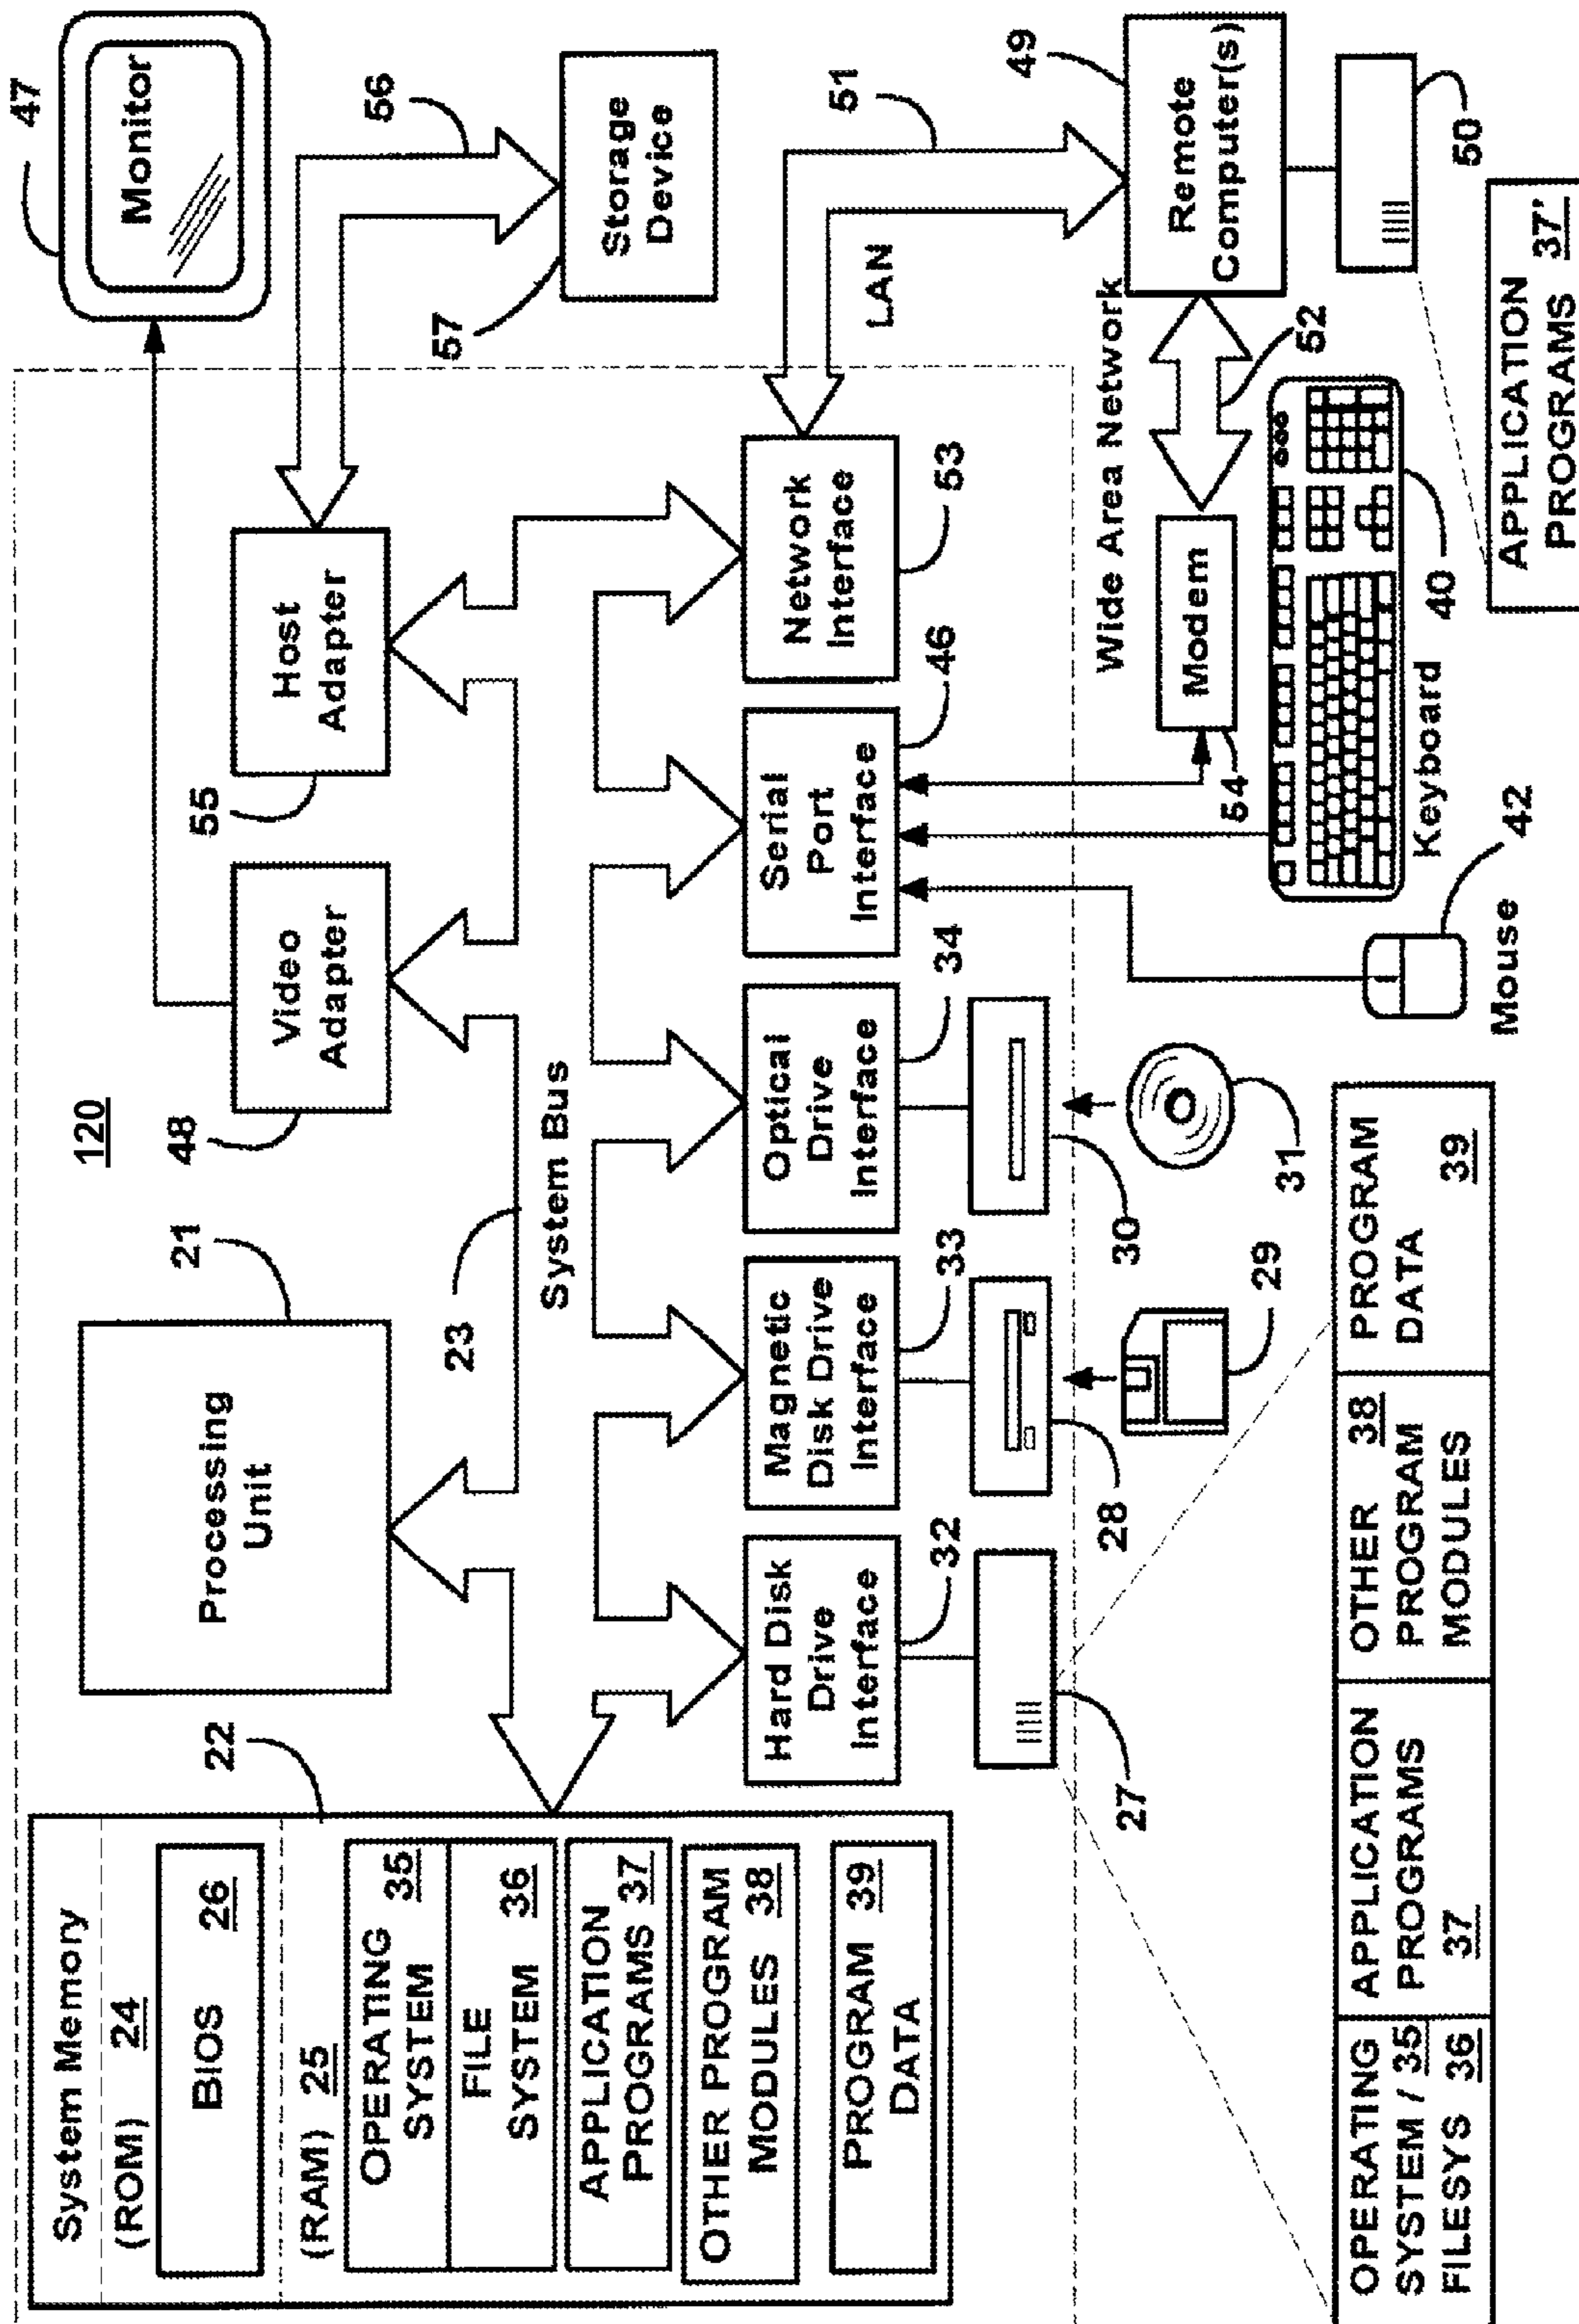 120
47
Monitor
System Memory
(ROM) 24
BIOS 26
(RAM) 25
OPERATING
SYSTEM 35
FILE
SYSTEM 36
APPLICATION
PROGRAMS 37
OTHER PROGRAM
MODULES 38
PROGRAM 39
DATA
22
Processing
Unit
21
48
Video
Adapter
55
Host
Adapter
56
57
Storage
Device
23
System Bus
Hard Disk
Drive
Interface
32
Magnetic
Disk Drive
Interface
33
Optical
Drive
Interface
34
Serial
Port
Interface
46
Network
Interface
53
LAN
51
27
28
30
29
31
Wide Area Network
Modem
54
52
49
Remote
Computer(s)
50
Keyboard
40
Mouse
42
OPERATING
SYSTEM / 35
FILESYS 36
APPLICATION
PROGRAMS
37
OTHER 38
PROGRAM
MODULES
PROGRAM
DATA
39
APPLICATION
PROGRAMS 37'